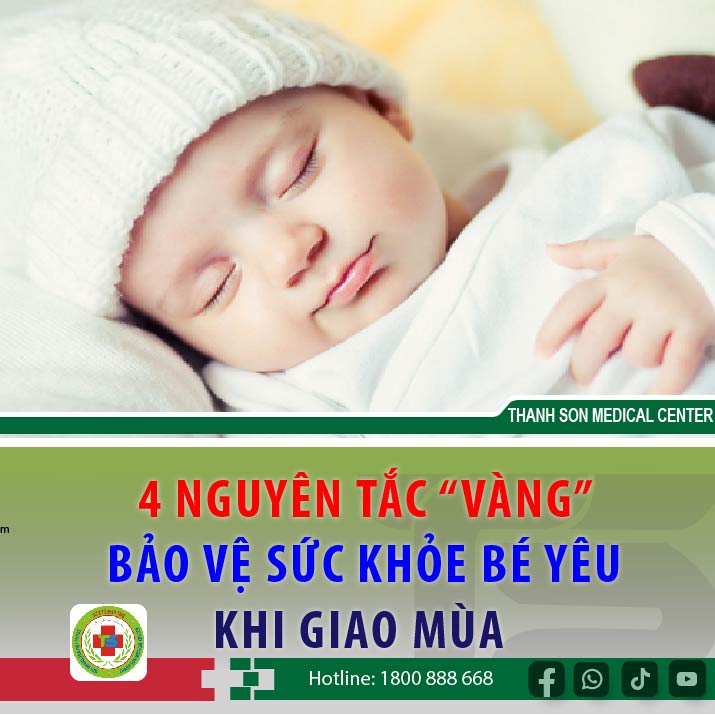 THANH SON MEDICAL CENTER
4 NGUYÊN TẮC “VÀNG”
m
BẢO VỆ SỨC KHỎE BÉ YÊU
KHI GIAO MÙA
Hotline: 1800 888 668